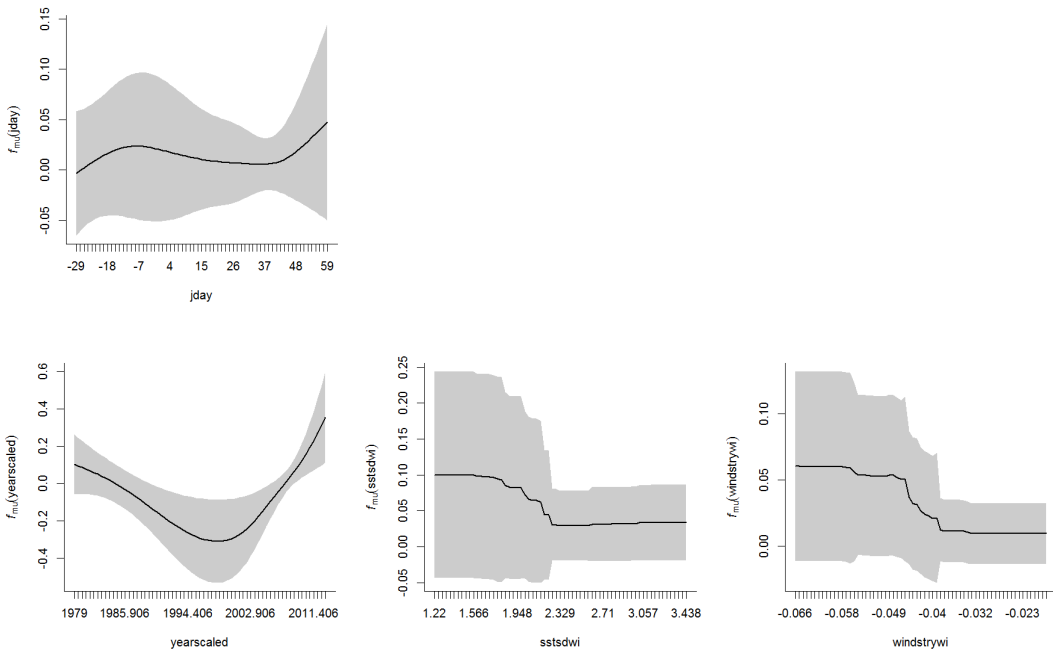 0.15
0.10
0.05
0.00
-0.05
fmu(jday)
-29 -18 -7 4 15 26 37 48 59
jday
0.6
0.4
0.2
0.0
-0.2
-0.4
fmu(yearscaled)
1979 1985.906 1994.406 2002.906 2011.406
yearscaled
0.25
0.20
0.15
0.10
0.05
0.00
-0.05
fmu(sstsdwi)
1.22 1.566 1.948 2.329 2.71 3.057 3.438
sstsdwi
0.10
0.05
0.00
fmu(windstrywi)
-0.066 -0.058 -0.049 -0.04 -0.032 -0.023
windstrywi